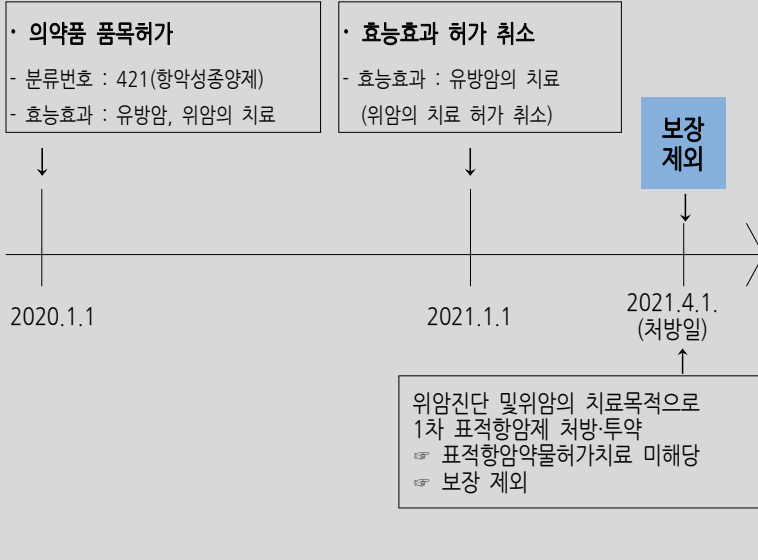 · 의약품 품목허가
- 분류번호 : 421(항악성종양제)
- 효능효과 : 유방암, 위암의 치료
· 효능효과 허가 취소
- 효능효과 : 유방암의 치료
(위암의 치료 허가 취소)
보장
제외
↓
↓
↓
2020.1.1
2021.1.1
2021.4.1.
(처방일)
↑
위암진단 및위암의 치료목적으로
1차 표적항암제 처방·투약
☞ 표적항암약물허가치료 미해당
☞ 보장 제외